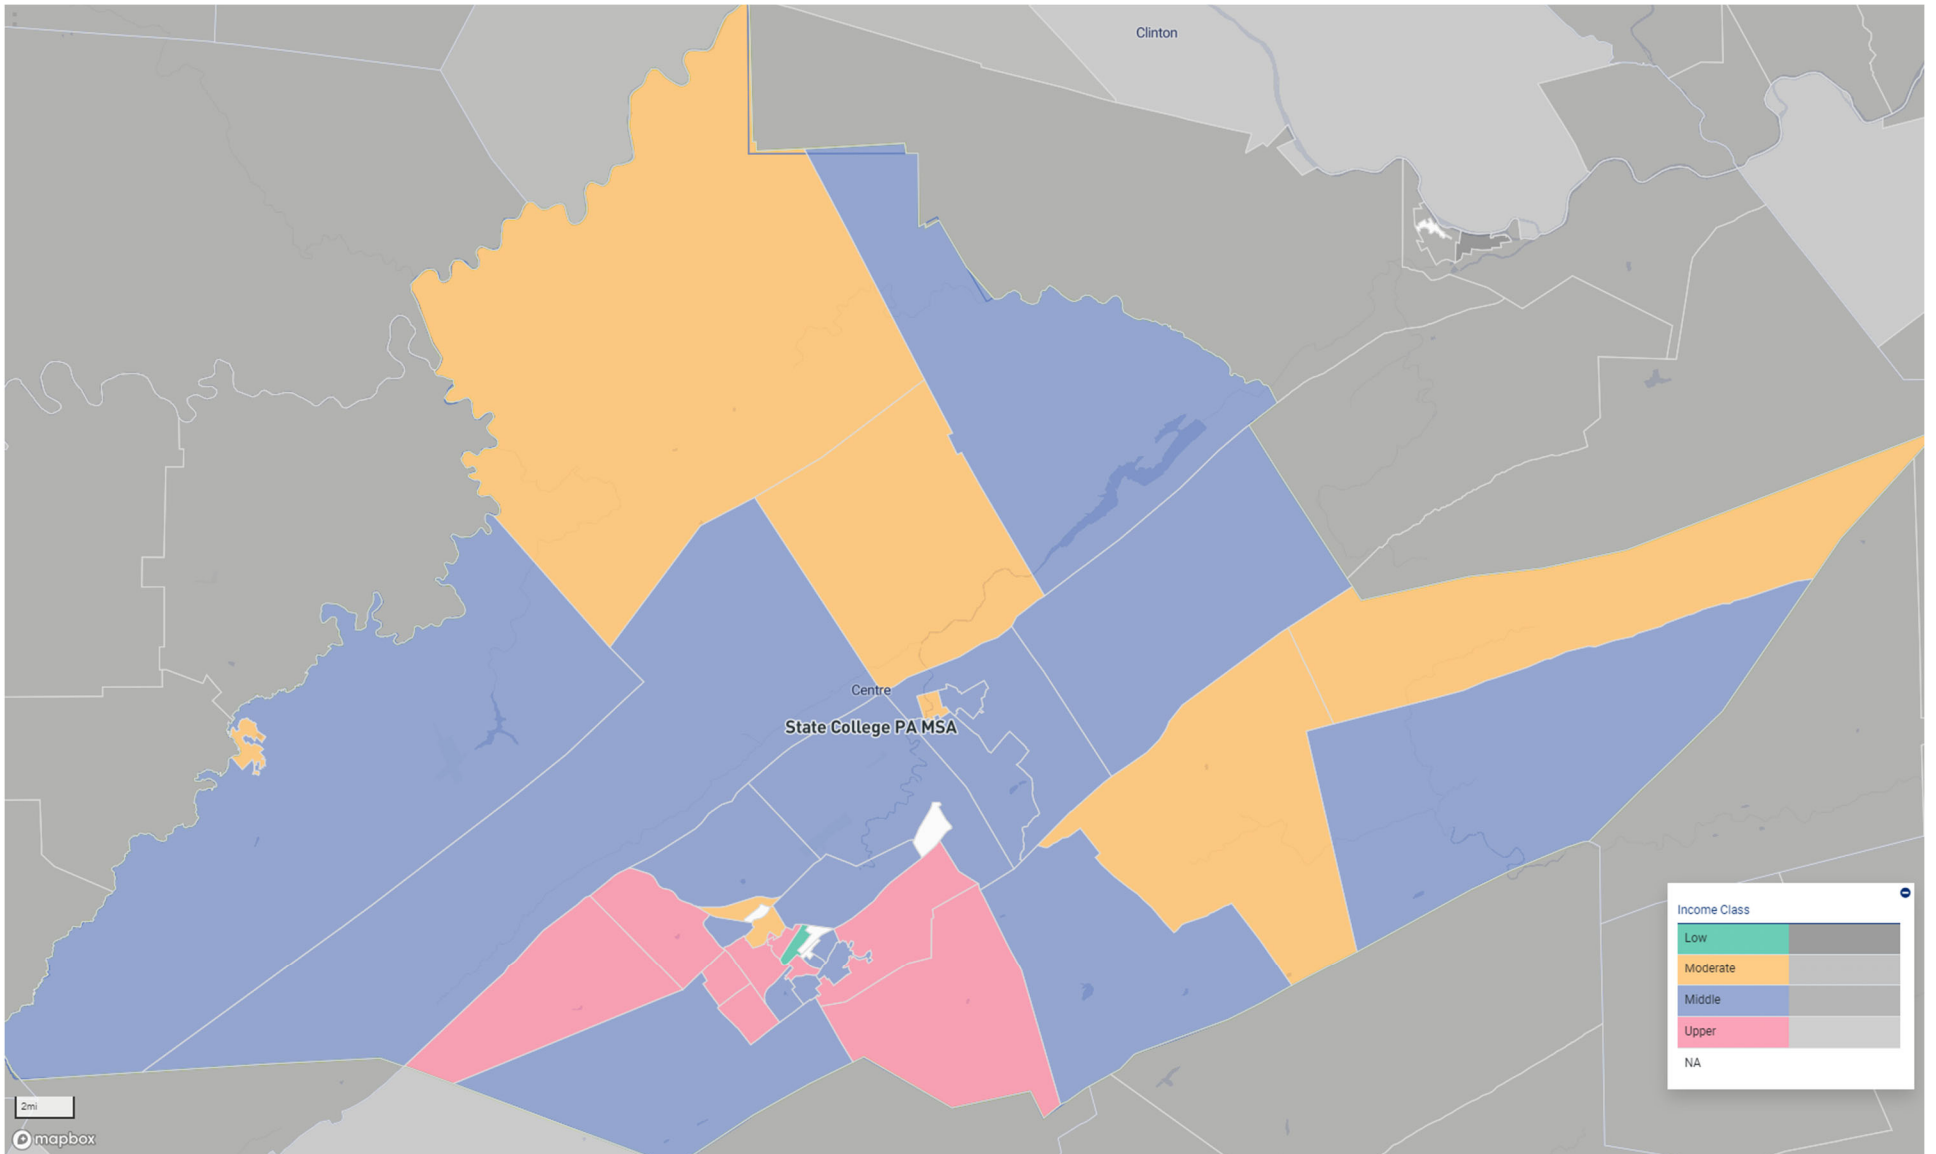 Clinton
Centre
State College PA MSA
Income Class
Low
Moderate
Middle
Upper
NA
2mi
mapbox